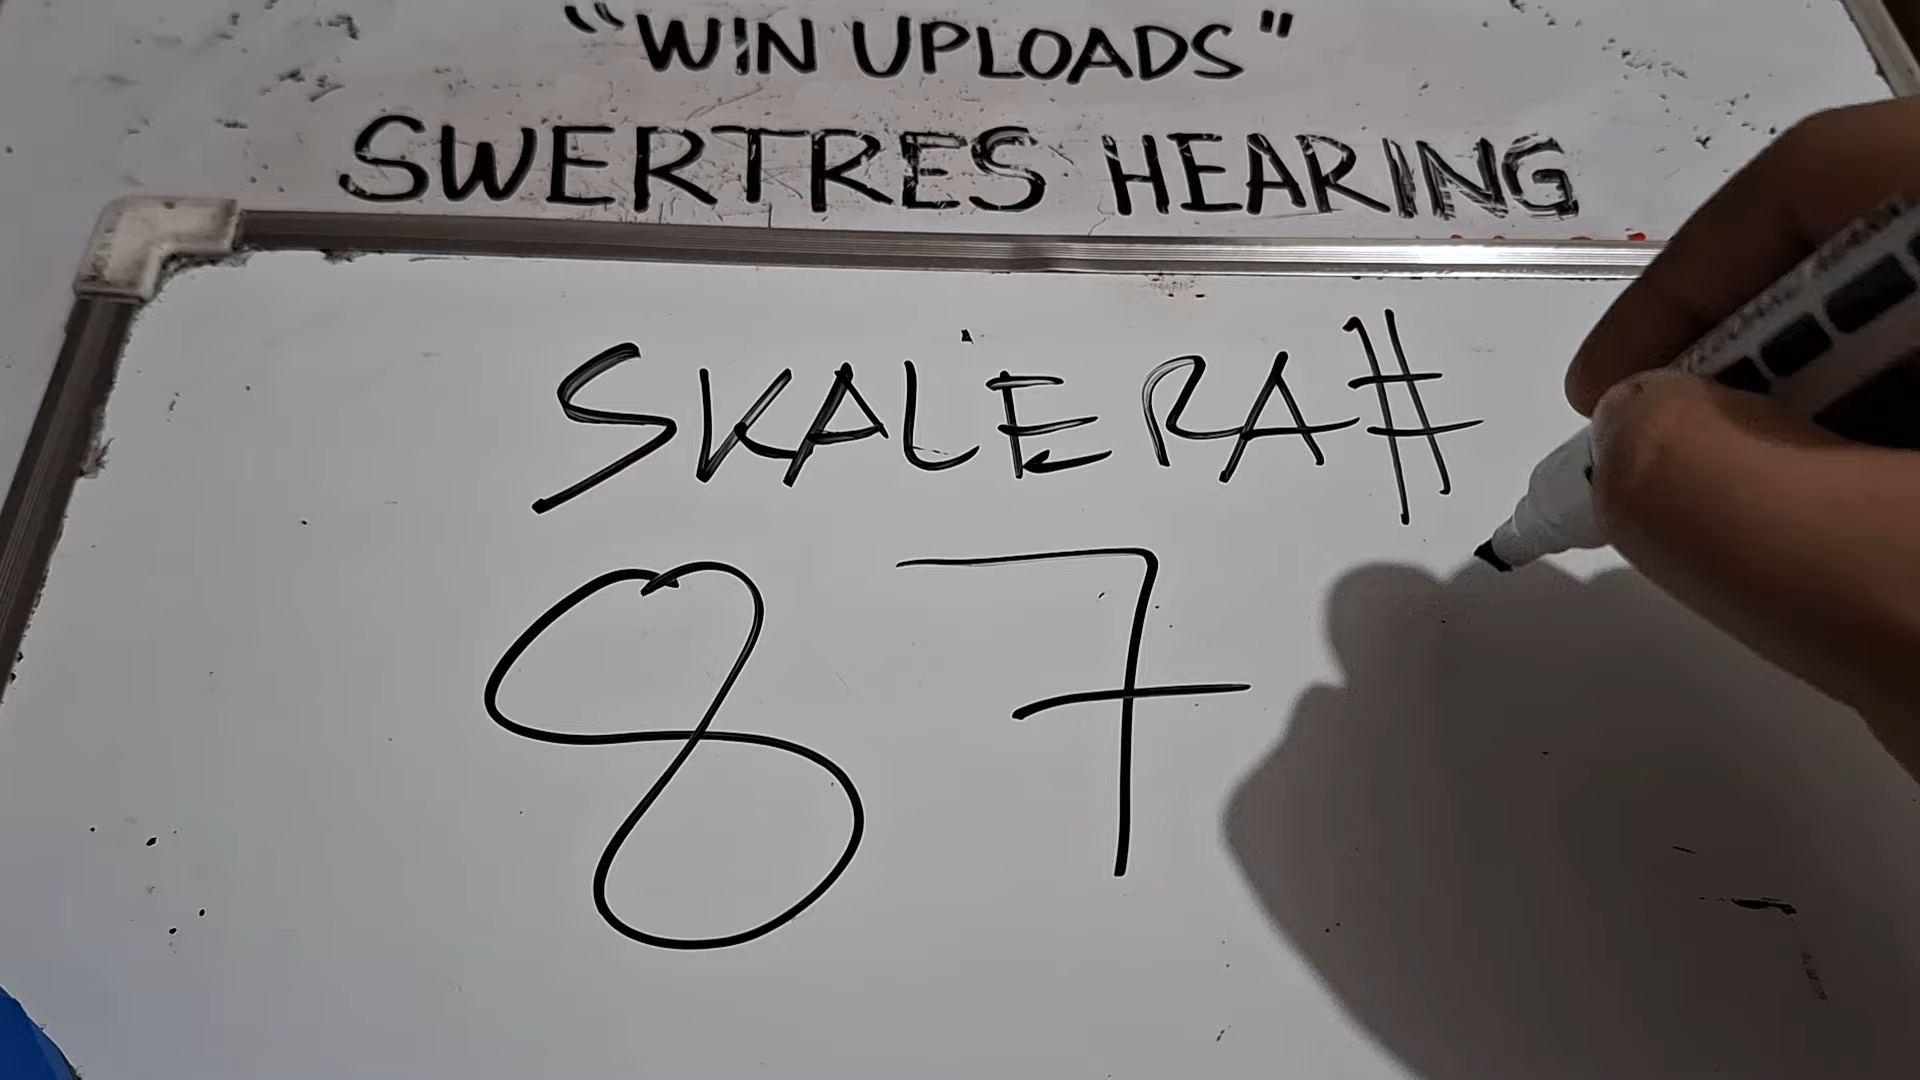 “WIN UPLOADS”
SWERTRES HEARING
SKALERA#
8 7